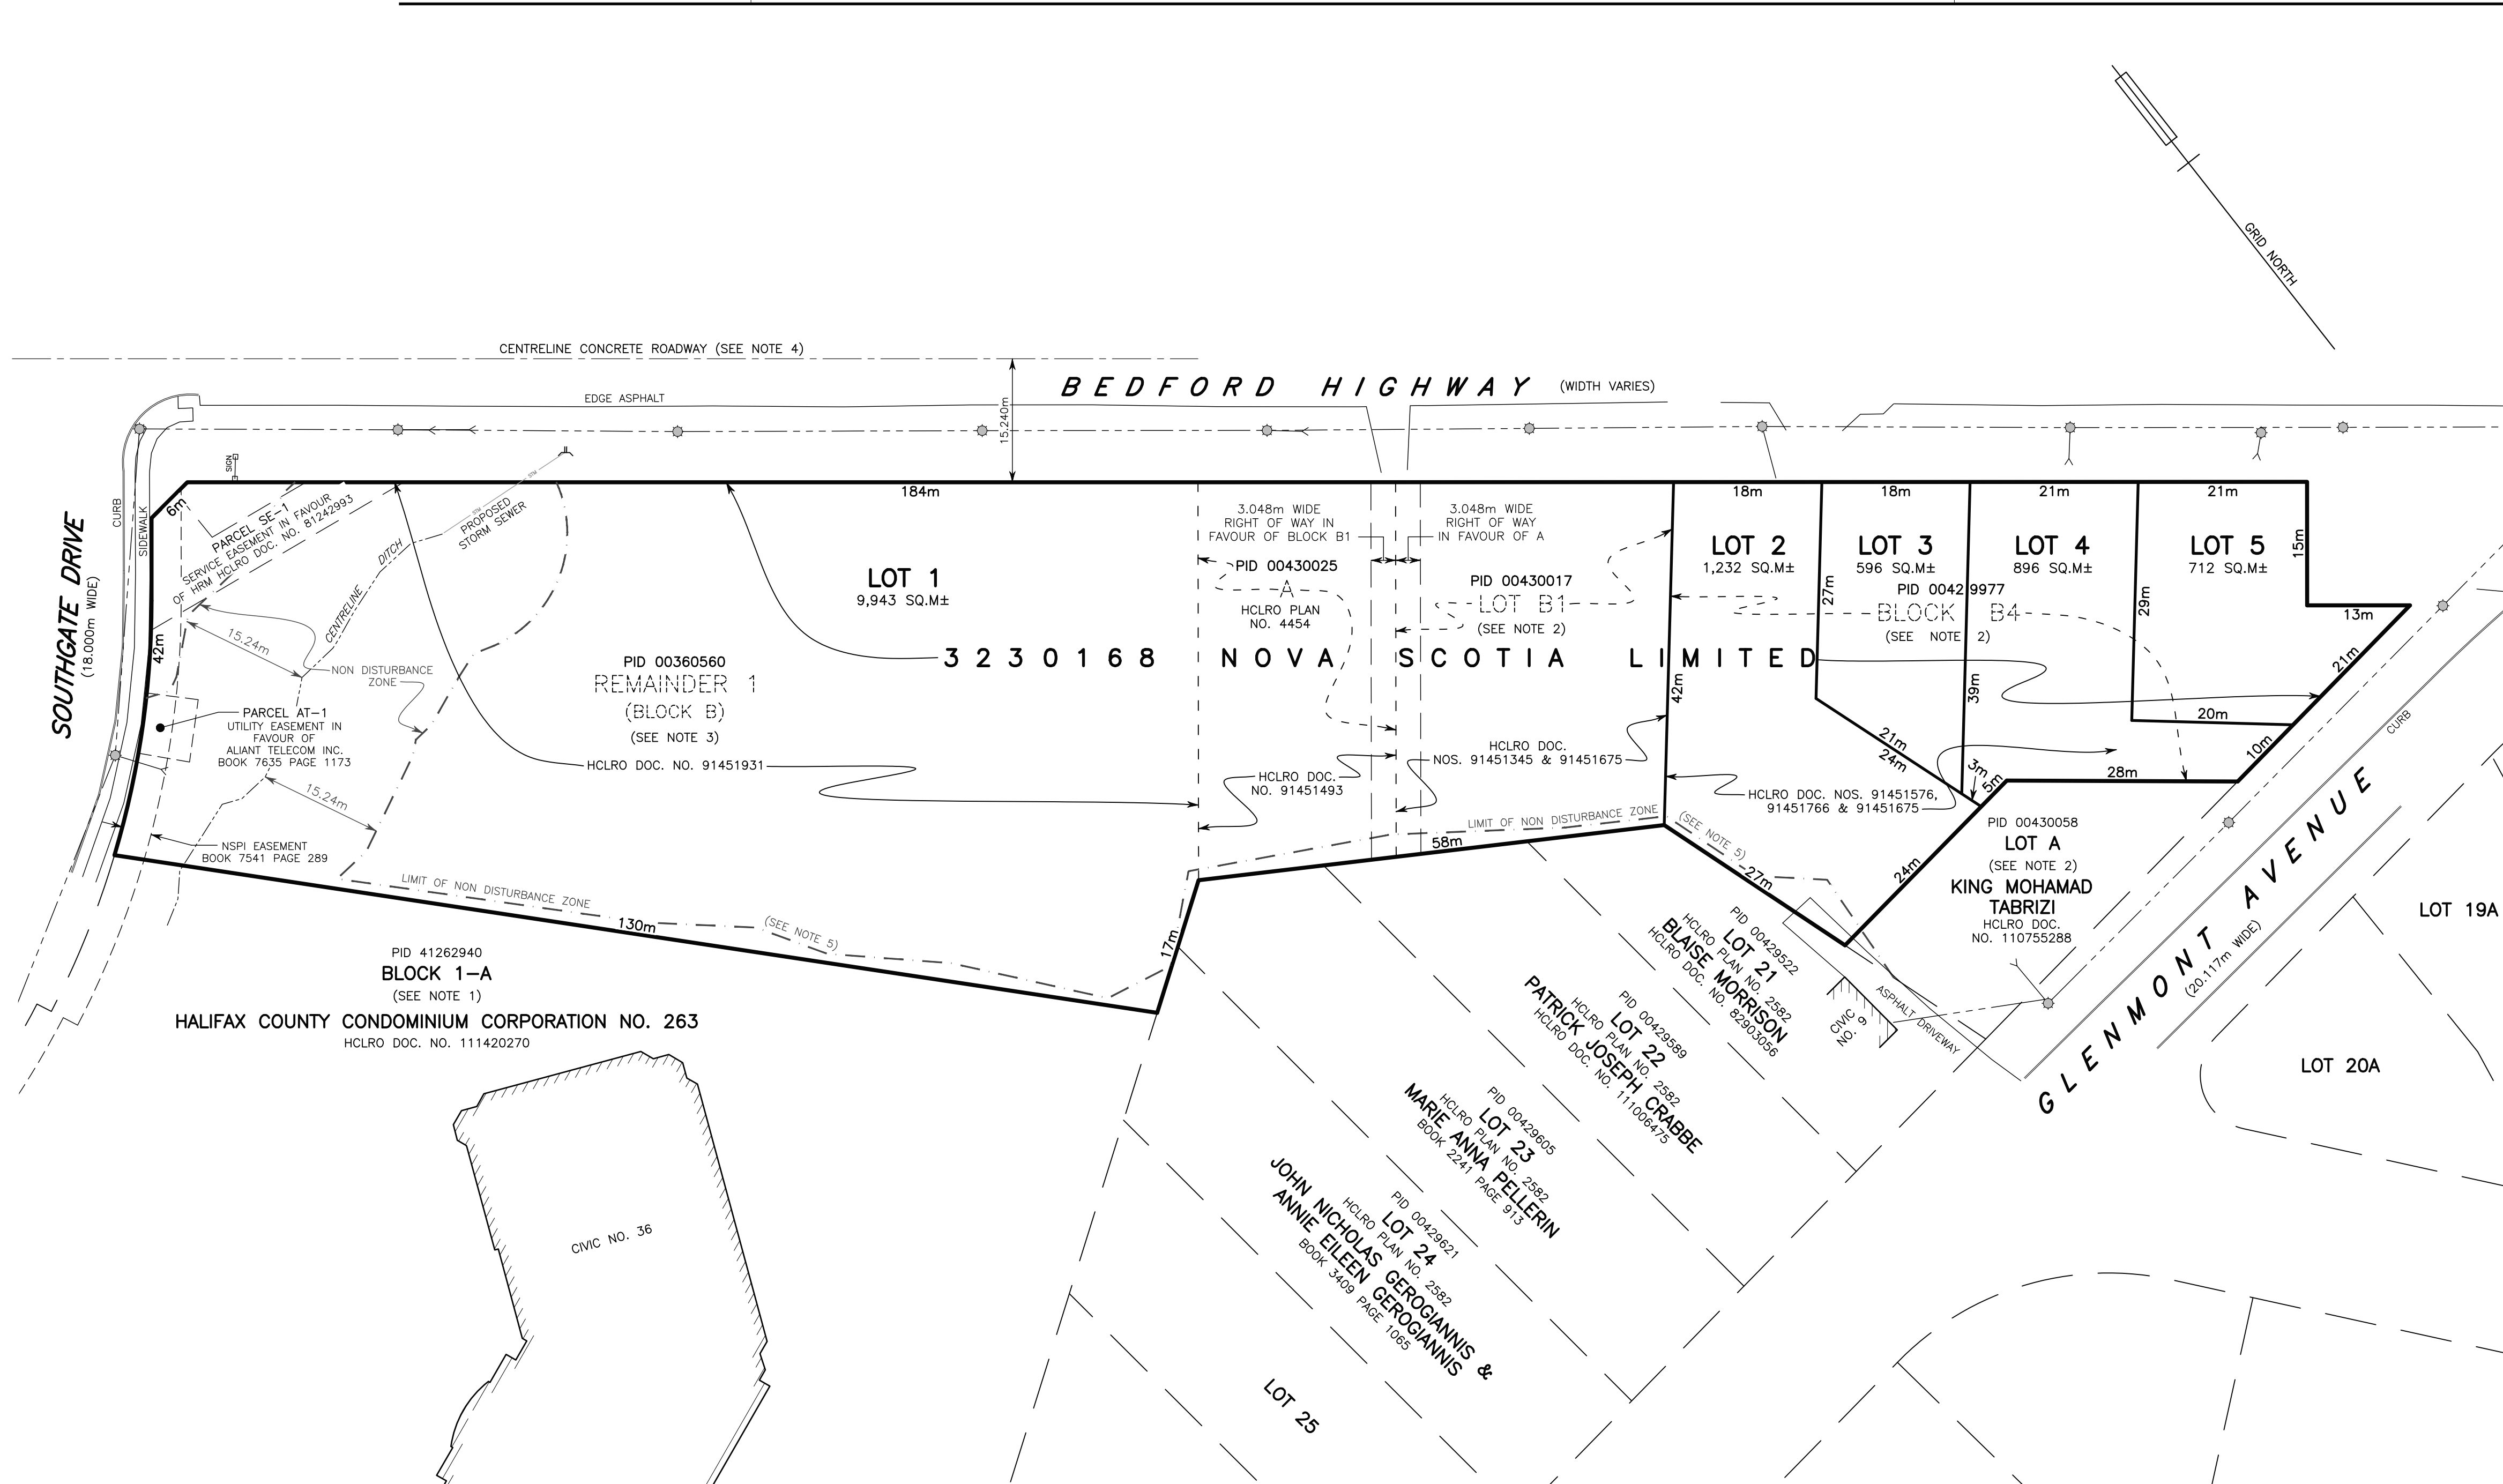 CENTRELINE CONCRETE ROADWAY (SEE NOTE 4)
BEDFORD HIGHWAY (WIDTH VARIES)
EDGE ASPHALT
15.240m
GRID NORTH
SIGN
CURB
SIDEWALK
SOUTHGATE DRIVE
(18.000m WIDE)
6m
42m
184m
18m
18m
21m
21m
15m
13m
21m
PARCEL SE-1
SERVICE EASEMENT IN FAVOUR
OF HRM HCLRO DOC. NO. 81242993
CENTRELINE DITCH
STM
STM
PROPOSED
STORM SEWER
15.24m
NON DISTURBANCE
ZONE
LOT 1
9,943 SQ.M±
3.048m WIDE
RIGHT OF WAY IN
FAVOUR OF BLOCK B1
3.048m WIDE
RIGHT OF WAY
IN FAVOUR OF A
PID 00430025
A
HCLRO PLAN
NO. 4454
PID 00430017
LOT B1
(SEE NOTE 2)
LOT 2
1,232 SQ.M±
LOT 3
596 SQ.M±
LOT 4
896 SQ.M±
LOT 5
712 SQ.M±
PID 00429977
BLOCK B4
(SEE NOTE 2)
27m
29m
39m
42m
20m
10m
21m
24m
3m
5m
28m
3230168 NOVA SCOTIA LIMITED
PID 00360560
REMAINDER 1
(BLOCK B)
(SEE NOTE 3)
HCLRO DOC. NO. 91451931
HCLRO DOC.
NO. 91451493
HCLRO DOC.
NOS. 91451345 & 91451675
HCLRO DOC. NOS. 91451576,
91451766 & 91451675
PARCEL AT-1
UTILITY EASEMENT IN
FAVOUR OF
ALIANT TELECOM INC.
BOOK 7635 PAGE 1173
15.24m
NSPI EASEMENT
BOOK 7541 PAGE 289
LIMIT OF NON DISTURBANCE ZONE
(SEE NOTE 5)
130m
17m
58m
LIMIT OF NON DISTURBANCE ZONE
(SEE NOTE 5)
27m
24m
PID 00430058
LOT A
(SEE NOTE 2)
KING MOHAMAD
TABRIZI
HCLRO DOC.
NO. 110755288
GLENMONT AVENUE
(20.117m WIDE)
CURB
LOT 19A
LOT 20A
PID 41262940
BLOCK 1-A
(SEE NOTE 1)
HALIFAX COUNTY CONDOMINIUM CORPORATION NO. 263
HCLRO DOC. NO. 111420270
CIVIC NO. 36
PID 00429522
LOT 21
HCLRO PLAN NO. 2582
BLAISE MORRISON
HCLRO DOC. NO. 82903056
CIVIC
NO. 9
ASPHALT DRIVEWAY
PID 00429589
LOT 22
HCLRO PLAN NO. 2582
PATRICK JOSEPH CRABBE
HCLRO DOC. NO. 111006475
PID 00429605
LOT 23
HCLRO PLAN NO. 2582
MARIE ANNA PELLERIN
BOOK 2241 PAGE 913
PID 00429621
LOT 24
HCLRO PLAN NO. 2582
JOHN NICHOLAS GEROGIANNIS &
ANNIE EILEEN GEROGIANNIS
BOOK 3409 PAGE 1065
LOT 25